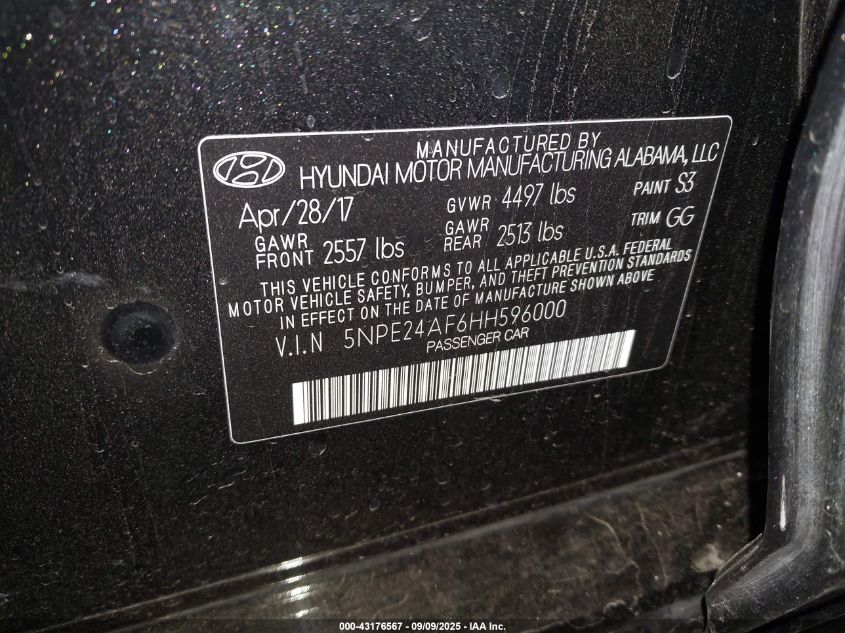 MANUFACTURED BY
HYUNDAI MOTOR MANUFACTURING ALABAMA, LLC
Apr/28/17 GVWR 4497 lbs PAINT S3
GAWR FRONT 2557 lbs GAWR REAR 2513 lbs TRIM GG
THIS VEHICLE CONFORMS TO ALL APPLICABLE U.S.A. FEDERAL
MOTOR VEHICLE SAFETY, BUMPER, AND THEFT PREVENTION STANDARDS
IN EFFECT ON THE DATE OF MANUFACTURE SHOWN ABOVE.
V.I.N 5NPE24AF6HH596000
PASSENGER CAR
000-43176567 - 09/09/2025 - IAA Inc.